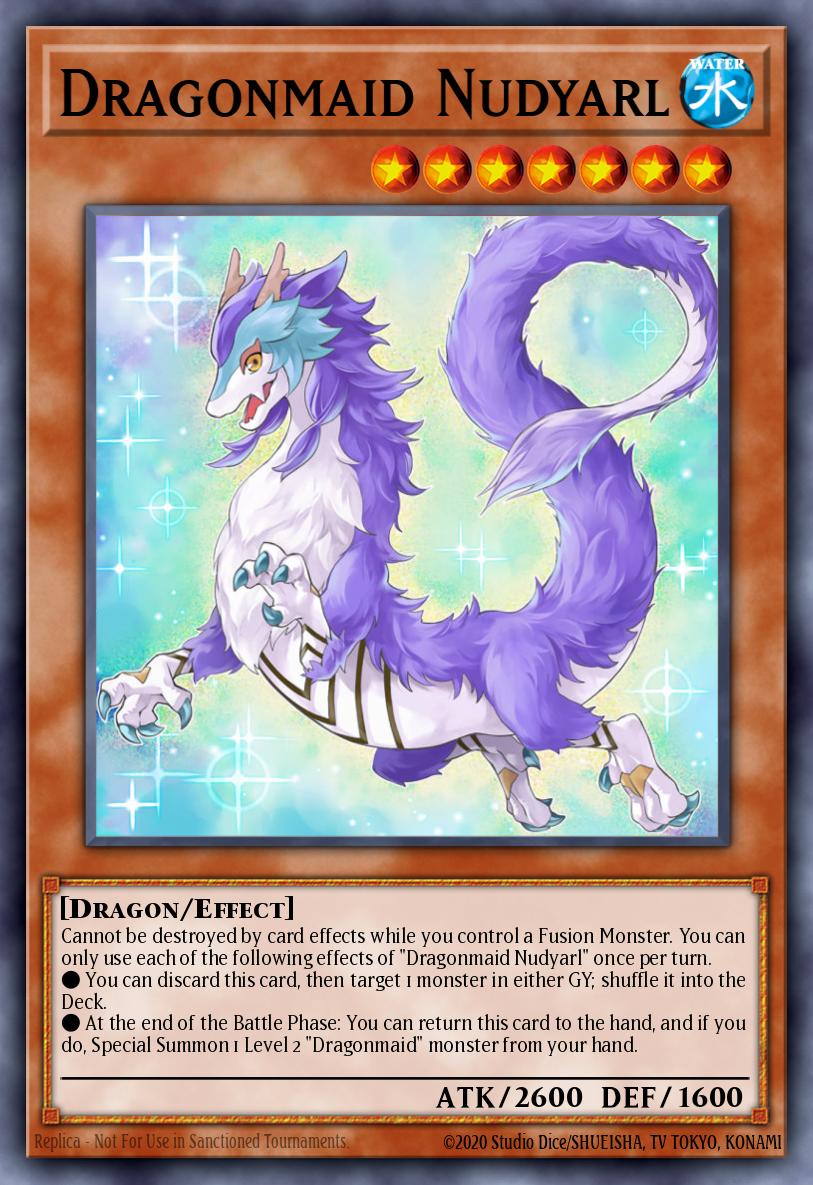 Dragonmaid Nudyarl
WATER
水
[Dragon/Effect]
Cannot be destroyed by card effects while you control a Fusion Monster. You can
only use each of the following effects of "Dragonmaid Nudyarl" once per turn.
● You can discard this card, then target 1 monster in either GY; shuffle it into the
Deck.
● At the end of the Battle Phase: You can return this card to the hand, and if you
do, Special Summon 1 Level 2 "Dragonmaid" monster from your hand.
ATK/2600 DEF/1600
Replica - Not For Use in Sanctioned Tournaments.
©2020 Studio Dice/SHUEISHA, TV TOKYO, KONAMI